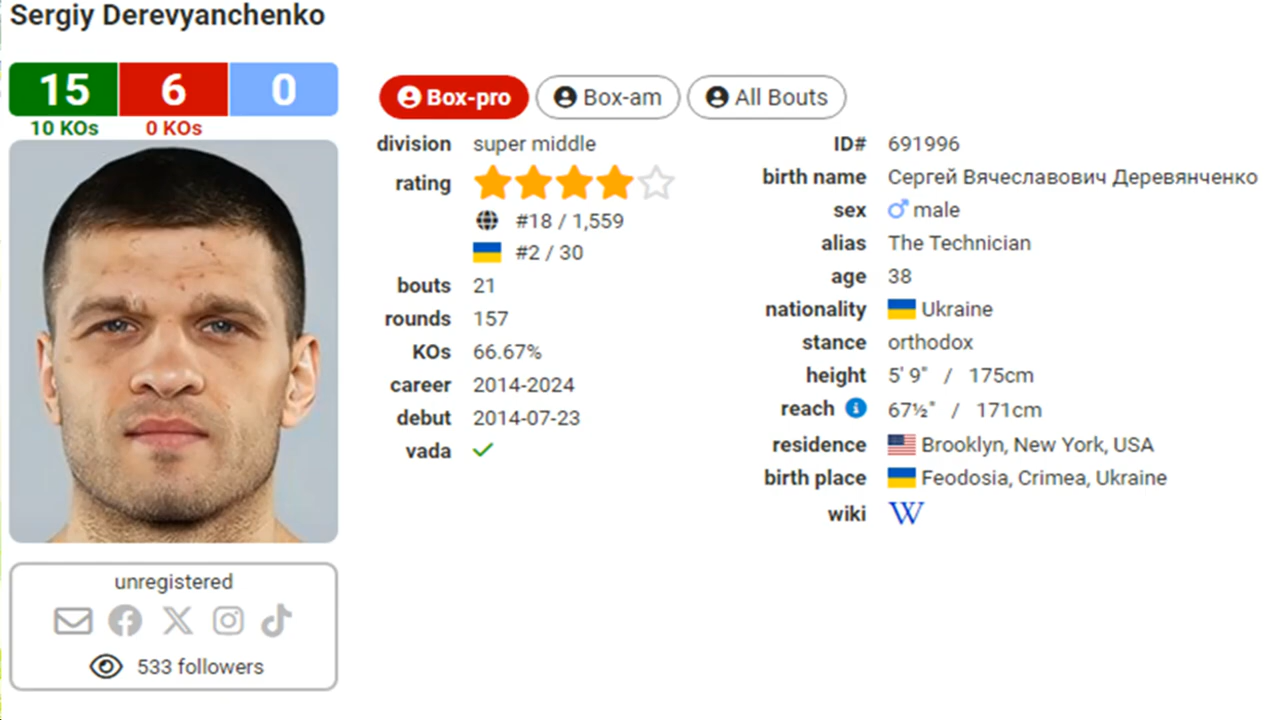 Sergiy Derevyanchenko
15 6 0
10 KOs 0 KOs
Box-pro Box-am All Bouts
division super middle
rating
#18 / 1,559
#2 / 30
bouts 21
rounds 157
KOs 66.67%
career 2014-2024
debut 2014-07-23
vada
ID# 691996
birth name Сергей Вячеславович Деревянченко
sex male
alias The Technician
age 38
nationality Ukraine
stance orthodox
height 5' 9" / 175cm
reach 67½" / 171cm
residence Brooklyn, New York, USA
birth place Feodosia, Crimea, Ukraine
wiki W
unregistered
533 followers